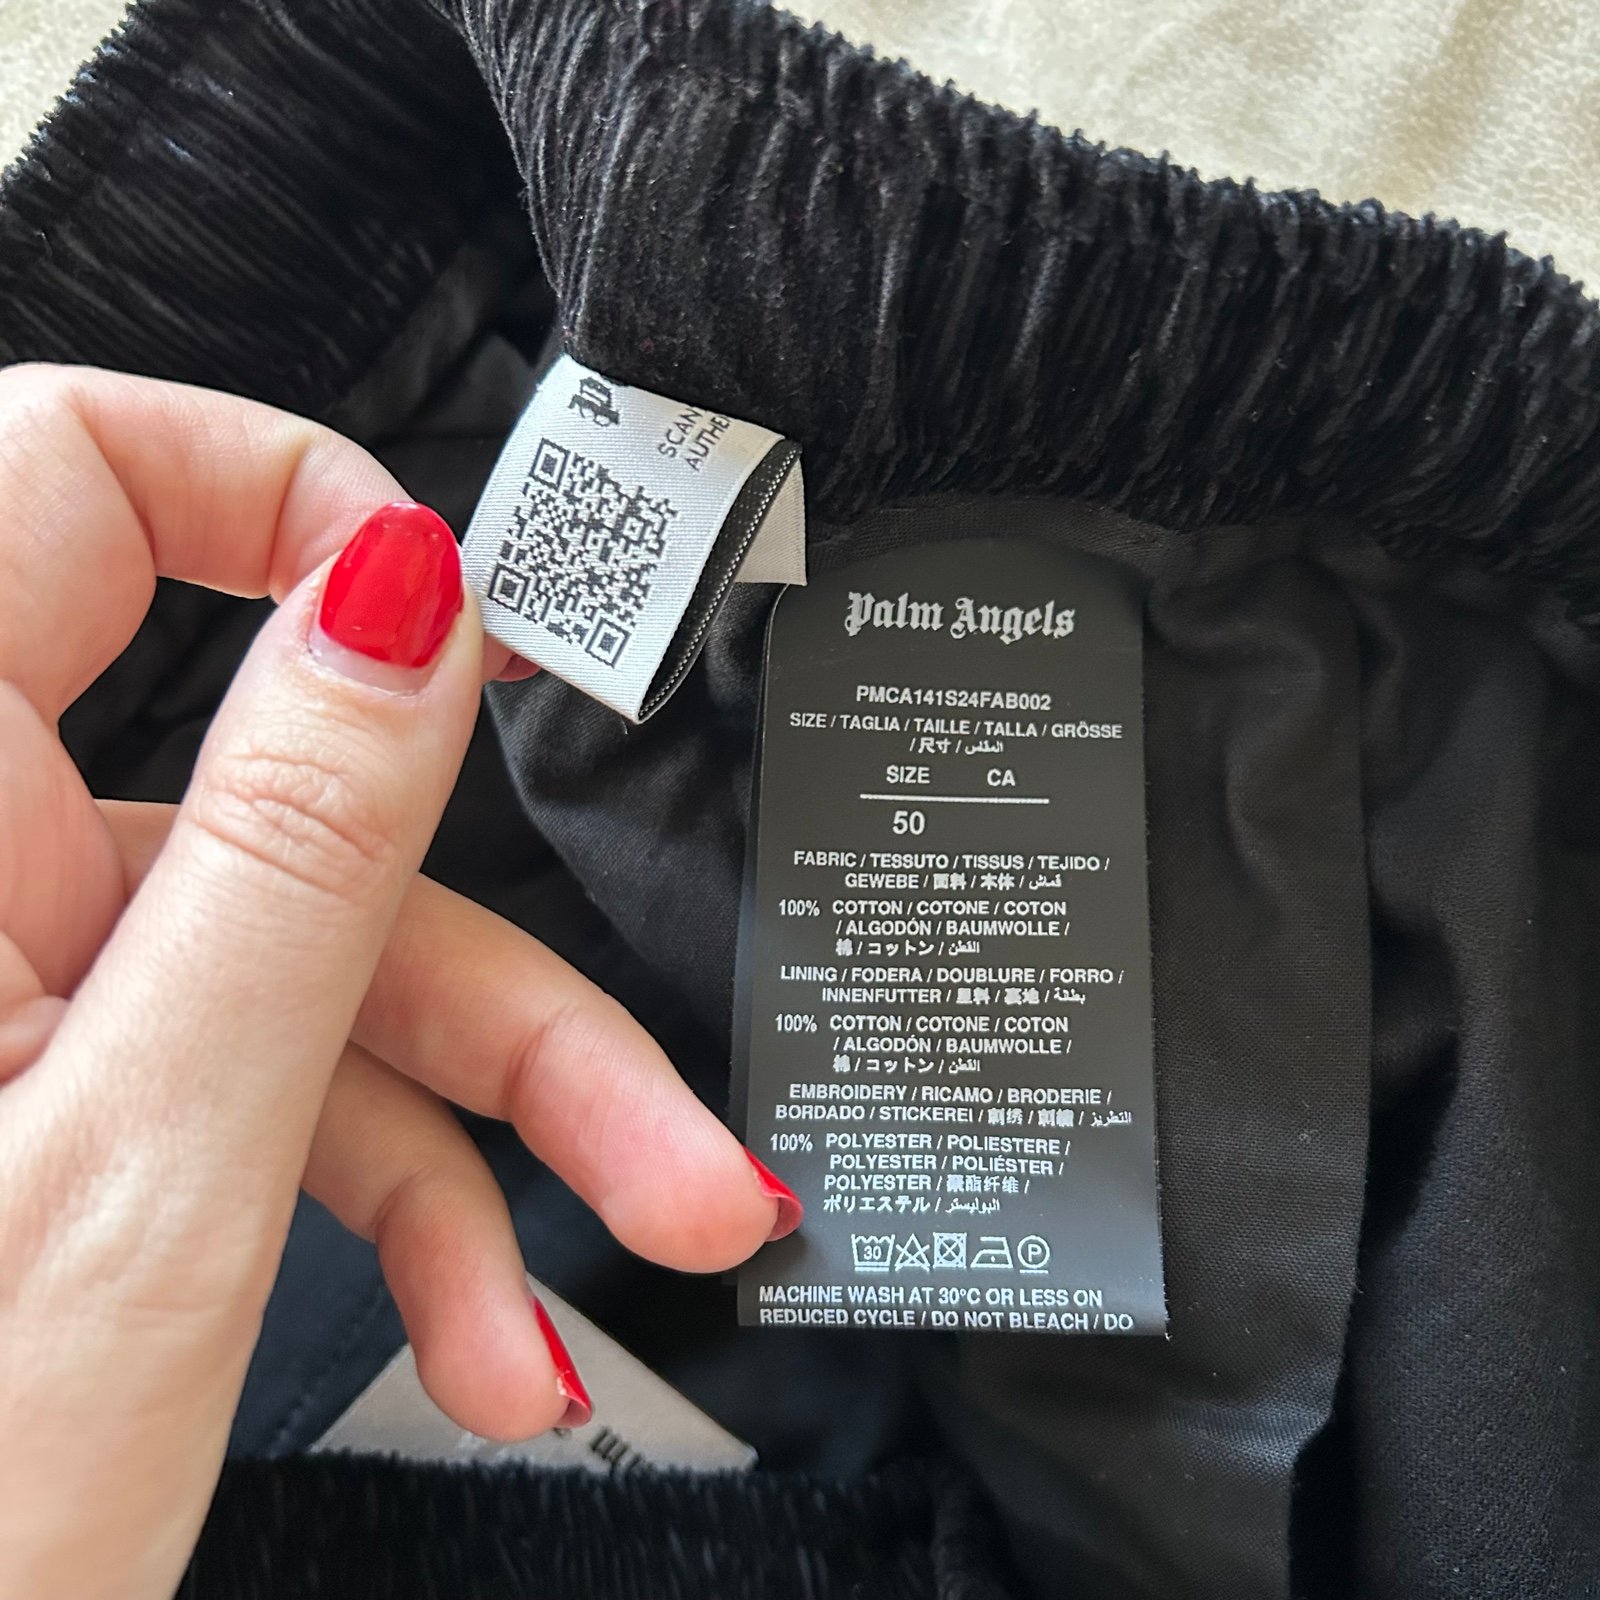 SCAN
AUTHE
Palm Angels
PMCA141S24FAB002
SIZE / TAGLIA / TAILLE / TALLA / GRÖSSE
/ 尺寸 / المقاس
SIZE CA
50
FABRIC / TESSUTO / TISSUS / TEJIDO /
GEWEBE / 面料 / 本体 / قماش
100% COTTON / COTONE / COTON
/ ALGODÓN / BAUMWOLLE /
棉 / コットン / القطن
LINING / FODERA / DOUBLURE / FORRO /
INNENFUTTER / 里料 / 裏地 / بطانة
100% COTTON / COTONE / COTON
/ ALGODÓN / BAUMWOLLE /
棉 / コットン / القطن
EMBROIDERY / RICAMO / BRODERIE /
BORDADO / STICKEREI / 刺绣 / 刺繍 / التطريز
100% POLYESTER / POLIESTERE /
POLYESTER / POLIÉSTER /
POLYESTER / 聚酯纤维 /
ポリエステル / البوليستر
30 P
MACHINE WASH AT 30°C OR LESS ON
REDUCED CYCLE / DO NOT BLEACH / DO